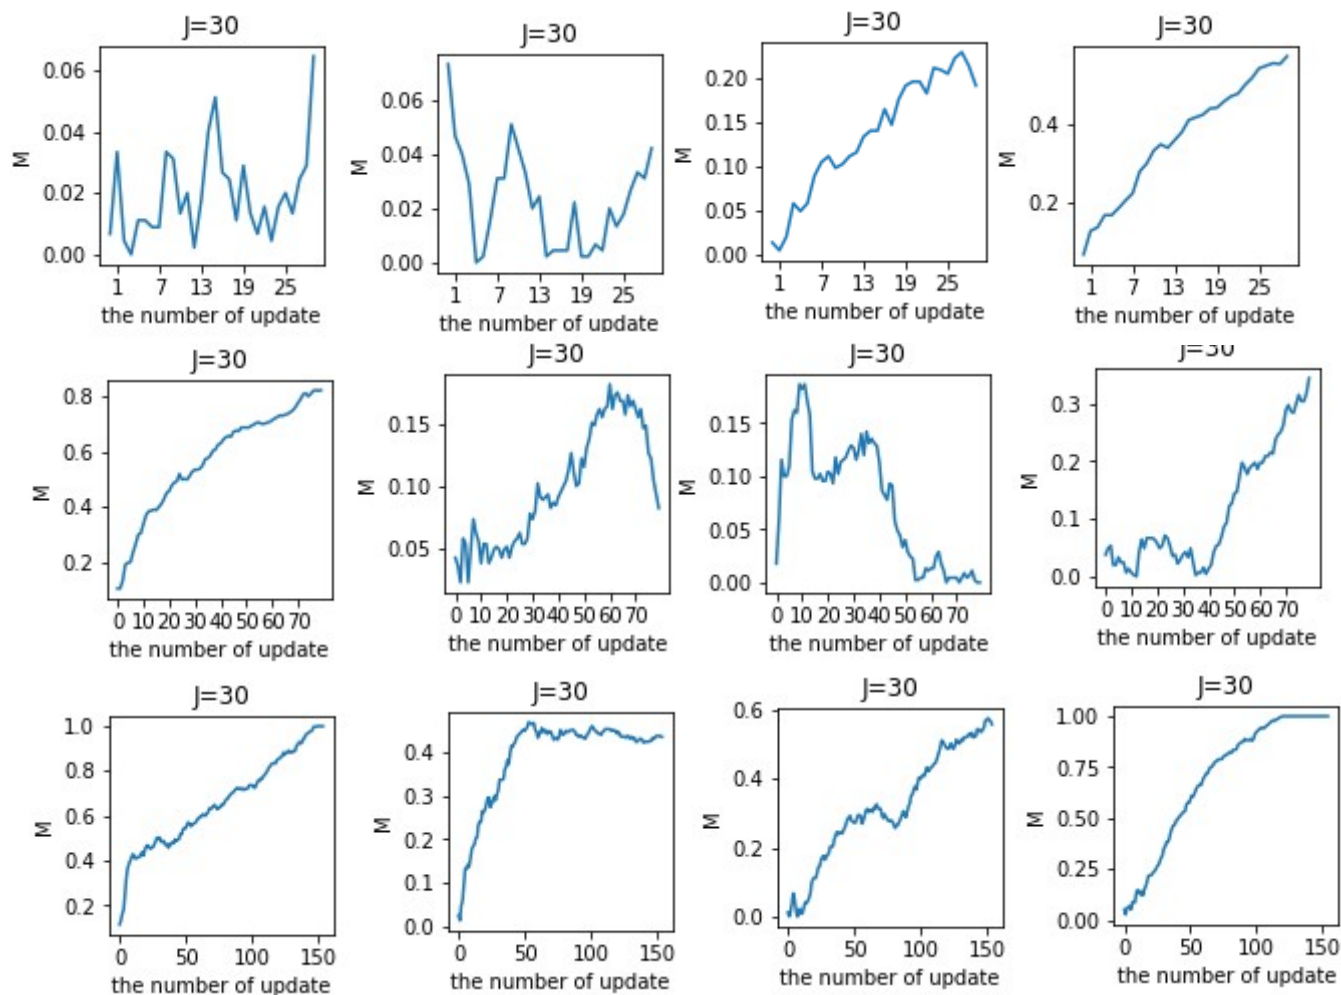 J=30 J=30 J=30 J=30
0.06 0.04 0.02 0.00
M
1 7 13 19 25
the number of update
0.06 0.04 0.02 0.00
M
1 7 13 19 25
the number of update
0.20 0.15 0.10 0.05 0.00
M
1 7 13 19 25
the number of update
0.4 0.2
M
1 7 13 19 25
the number of update
J=30 J=30 J=30 J=30
0.8 0.6 0.4 0.2
M
0 10 20 30 40 50 60 70
the number of update
0.15 0.10 0.05
M
0 10 20 30 40 50 60 70
the number of update
0.15 0.10 0.05 0.00
M
0 10 20 30 40 50 60 70
the number of update
0.3 0.2 0.1 0.0
M
0 10 20 30 40 50 60 70
the number of update
J=30 J=30 J=30 J=30
1.0 0.8 0.6 0.4 0.2
M
0 50 100 150
the number of update
0.4 0.3 0.2 0.1 0.0
M
0 50 100 150
the number of update
0.6 0.4 0.2 0.0
M
0 50 100 150
the number of update
1.00 0.75 0.50 0.25 0.00
M
0 50 100 150
the number of update